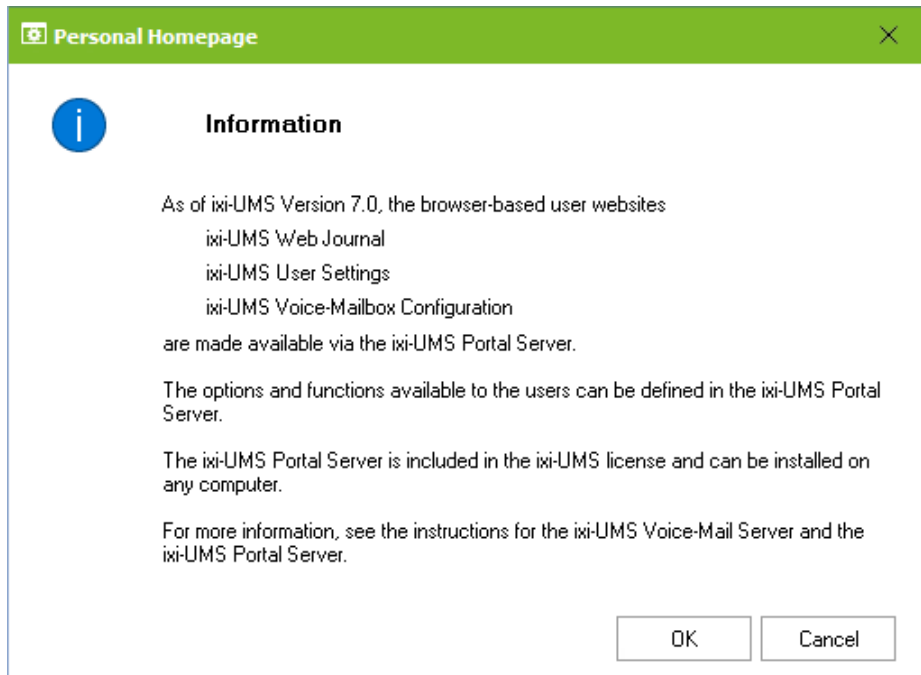 Personal Homepage
Information
As of ixi-UMS Version 7.0, the browser-based user websites
ixi-UMS Web Journal
ixi-UMS User Settings
ixi-UMS Voice-Mailbox Configuration
are made available via the ixi-UMS Portal Server.
The options and functions available to the users can be defined in the ixi-UMS Portal
Server.
The ixi-UMS Portal Server is included in the ixi-UMS license and can be installed on
any computer.
For more information, see the instructions for the ixi-UMS Voice-Mail Server and the
ixi-UMS Portal Server.
OK
Cancel